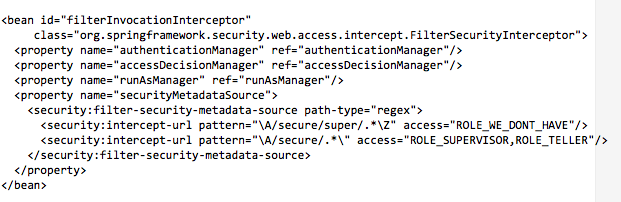 <bean id="filterInvocationInterceptor"
class="org.springframework.security.web.access.intercept.FilterSecurityInterceptor">
<property name="authenticationManager" ref="authenticationManager"/>
<property name="accessDecisionManager" ref="accessDecisionManager"/>
<property name="runAsManager" ref="runAsManager"/>
<property name="securityMetadataSource">
<security:filter-security-metadata-source path-type="regex">
<security:intercept-url pattern="\A/secure/super/.*\Z" access="ROLE_WE_DONT_HAVE"/>
<security:intercept-url pattern="\A/secure/.*\" access="ROLE_SUPERVISOR,ROLE_TELLER"/>
</security:filter-security-metadata-source>
</property>
</bean>